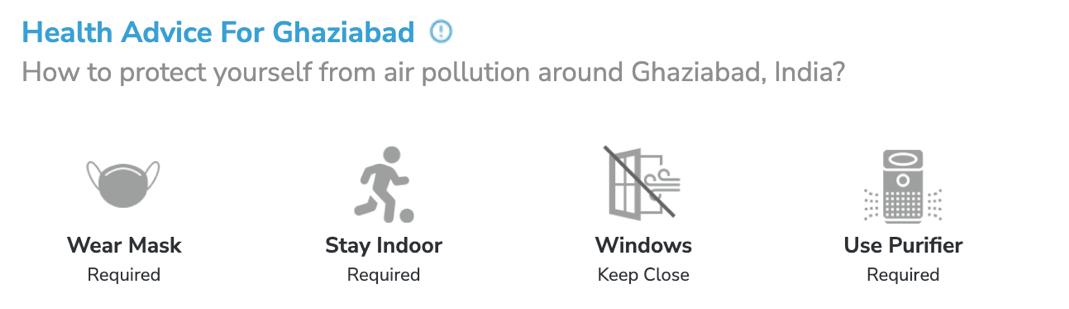 Health Advice For Ghaziabad
How to protect yourself from air pollution around Ghaziabad, India?
Wear Mask
Required
Stay Indoor
Required
Windows
Keep Close
Use Purifier
Required